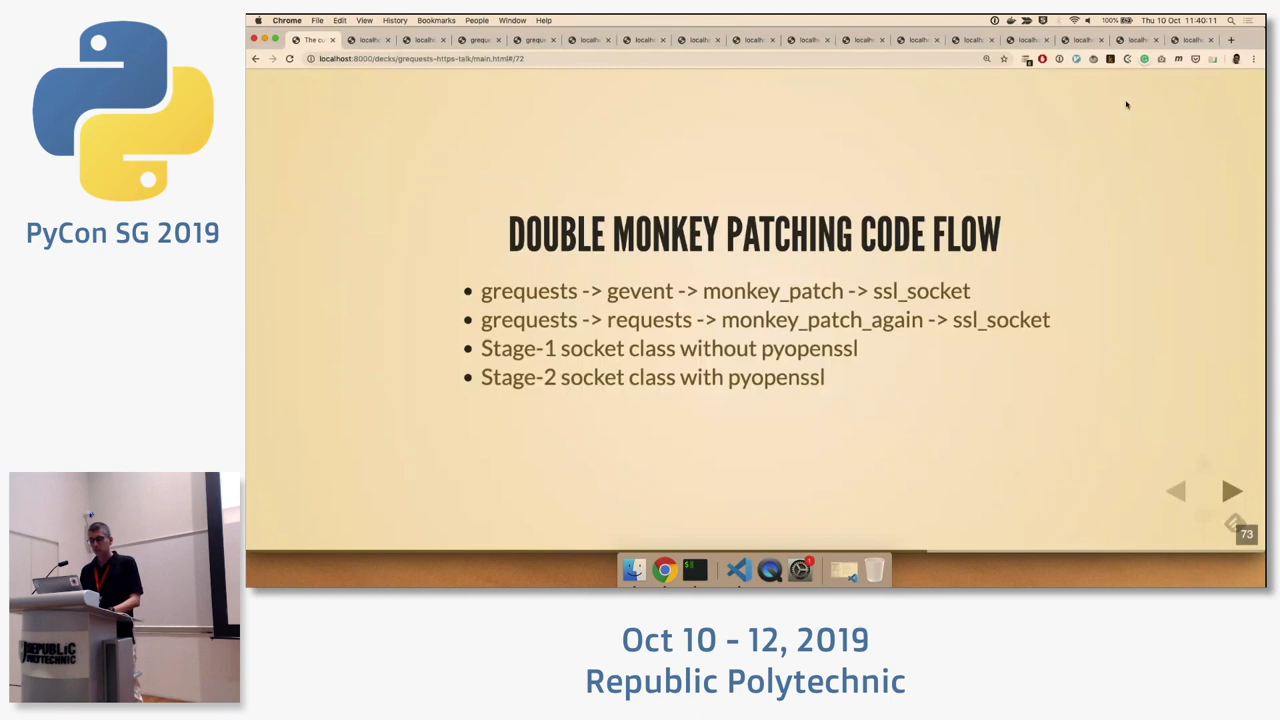 PyCon SG 2019
Chrome File Edit View History Bookmarks People Window Help
100%
Thu 10 Oct 11:40:11
localhost:8000/decks/grequests-https-talk/main.html#/72
DOUBLE MONKEY PATCHING CODE FLOW
grequests -> gevent -> monkey_patch -> ssl_socket
grequests -> requests -> monkey_patch_again -> ssl_socket
Stage-1 socket class without pyopenssl
Stage-2 socket class with pyopenssl
73
REPUBLIC
POLYTECHNIC
Oct 10 - 12, 2019
Republic Polytechnic